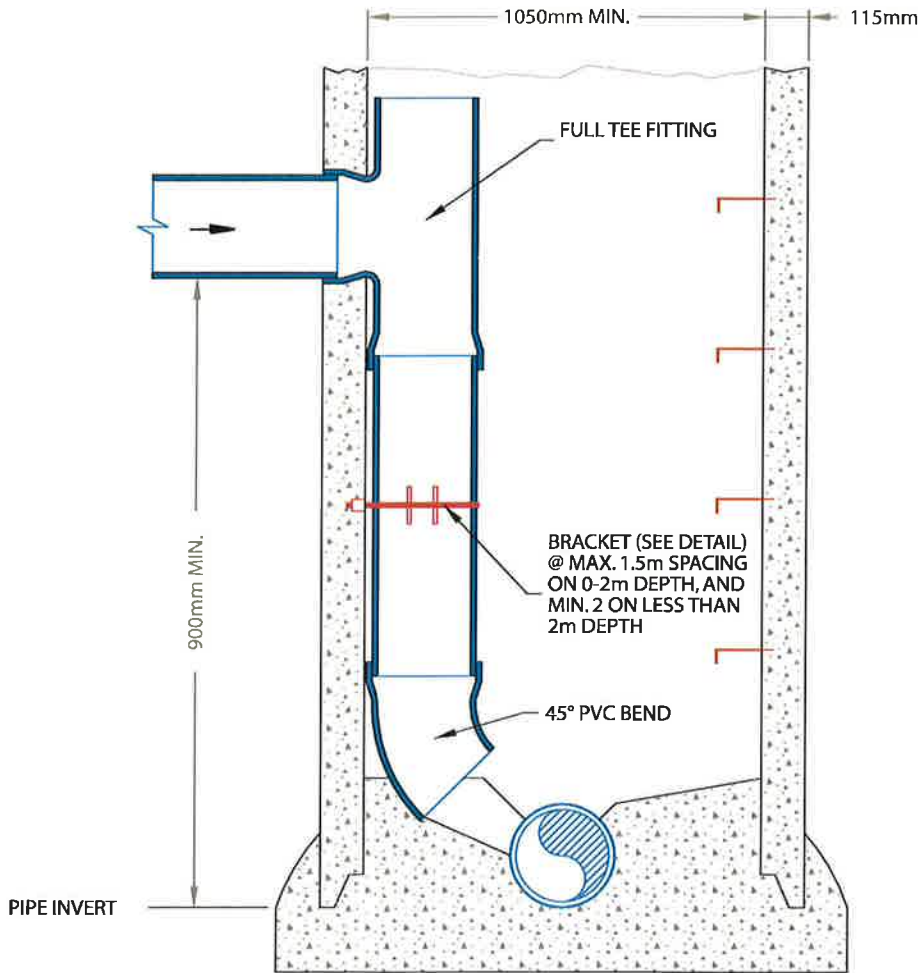 1050mm MIN.
115mm
FULL TEE FITTING
900mm MIN.
BRACKET (SEE DETAIL)
@ MAX. 1.5m SPACING
ON 0-2m DEPTH, AND
MIN. 2 ON LESS THAN
2m DEPTH
45° PVC BEND
PIPE INVERT